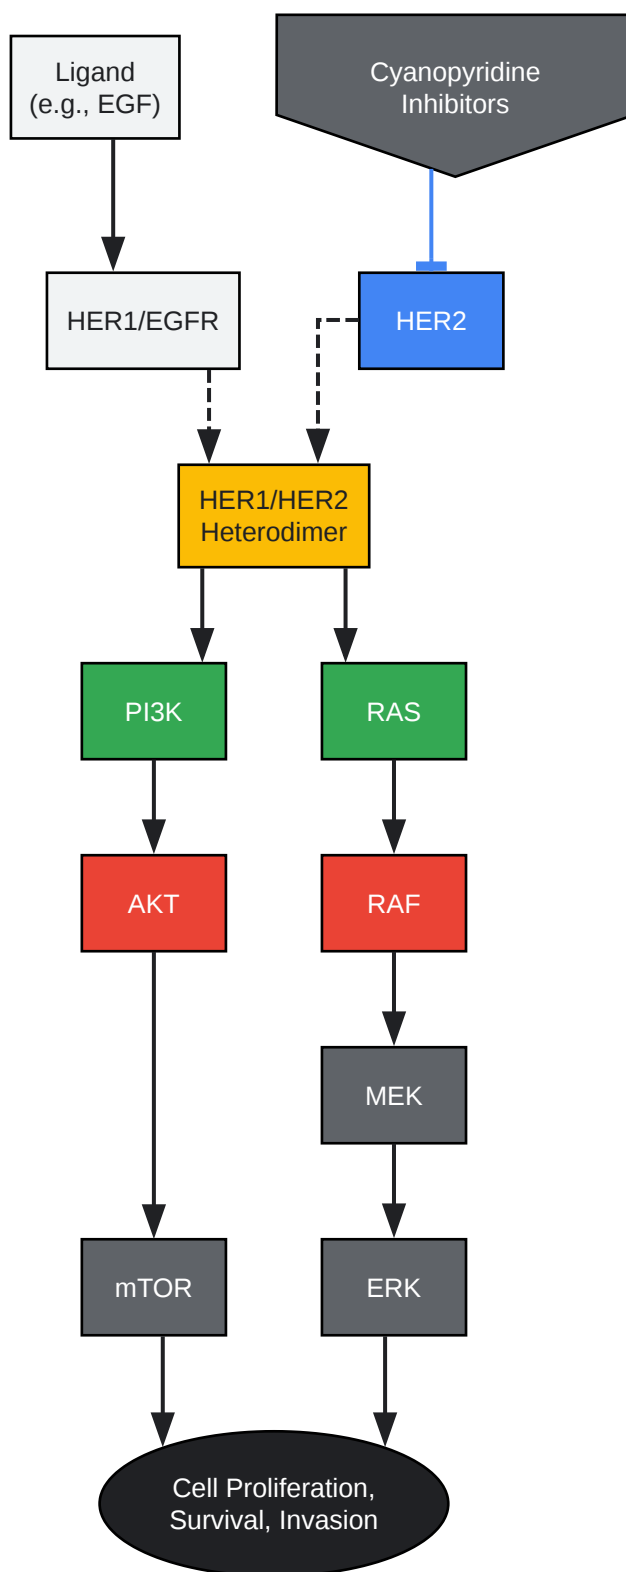 Ligand
(e.g., EGF)
Cyanopyridine
Inhibitors
HER1/EGFR
HER2
HER1/HER2
Heterodimer
PI3K
RAS
AKT
RAF
MEK
mTOR
ERK
Cell Proliferation,
Survival, Invasion